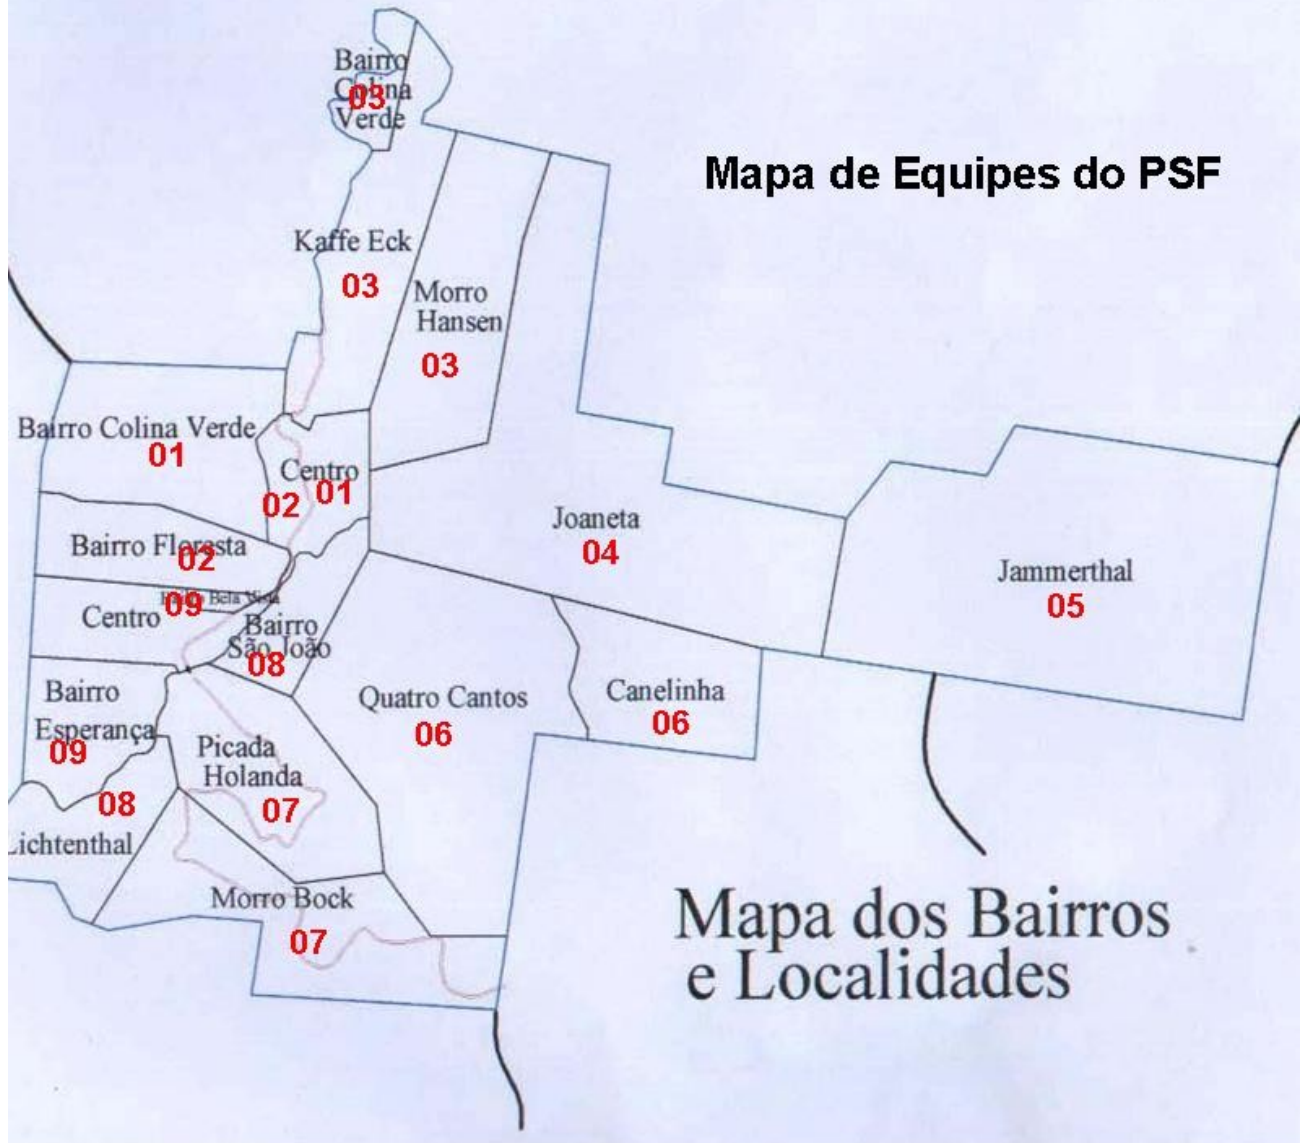 Bairro
Colina
03
Verde
Mapa de Equipes do PSF
Kaffe Eck
03
Morro
Hansen
03
Bairro Colina Verde
01
Centro
02
01
Joaneta
04
Bairro Floresta
02
Jammerthal
05
Bela Vista
09
Centro
Bairro
São João
08
Bairro
Esperança
09
Quatro Cantos
06
Canelinha
06
Picada
Holanda
07
08
Lichtenthal
Morro Bock
07
Mapa dos Bairros
e Localidades